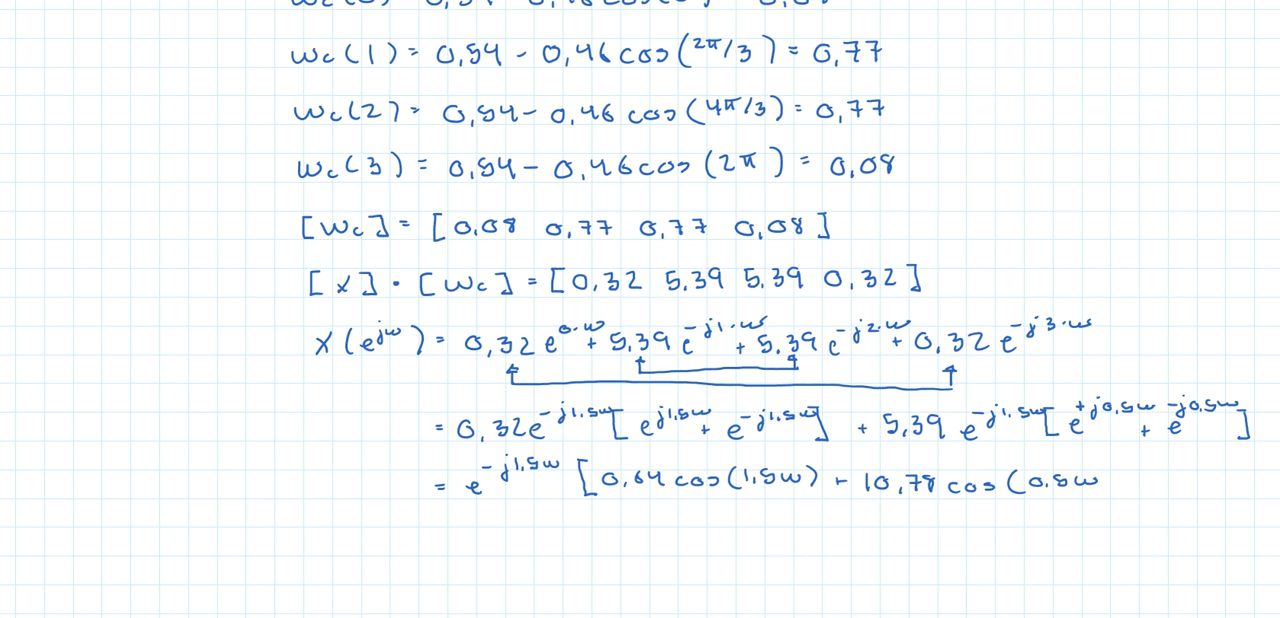 wc(1) = 0,54 - 0,46 cos(2π/3) = 0,77
wc(2) = 0,54 - 0,46 cos(4π/3) = 0,77
wc(3) = 0,54 - 0,46 cos(2π) = 0,08
[wc] = [0,08 0,77 0,77 0,08]
[x] · [wc] = [0,32 5,39 5,39 0,32]
X(e^jω) = 0,32 e^0·ω + 5,39 e^-j1·ω + 5,39 e^-j2·ω + 0,32 e^-j3·ω
= 0,32 e^-j1,5ω [e^j1,5ω + e^-j1,5ω] + 5,39 e^-j1,5ω [e^+j0,5ω + e^-j0,5ω]
= e^-j1,5ω [0,64 cos(1,5ω) + 10,78 cos(0,5ω